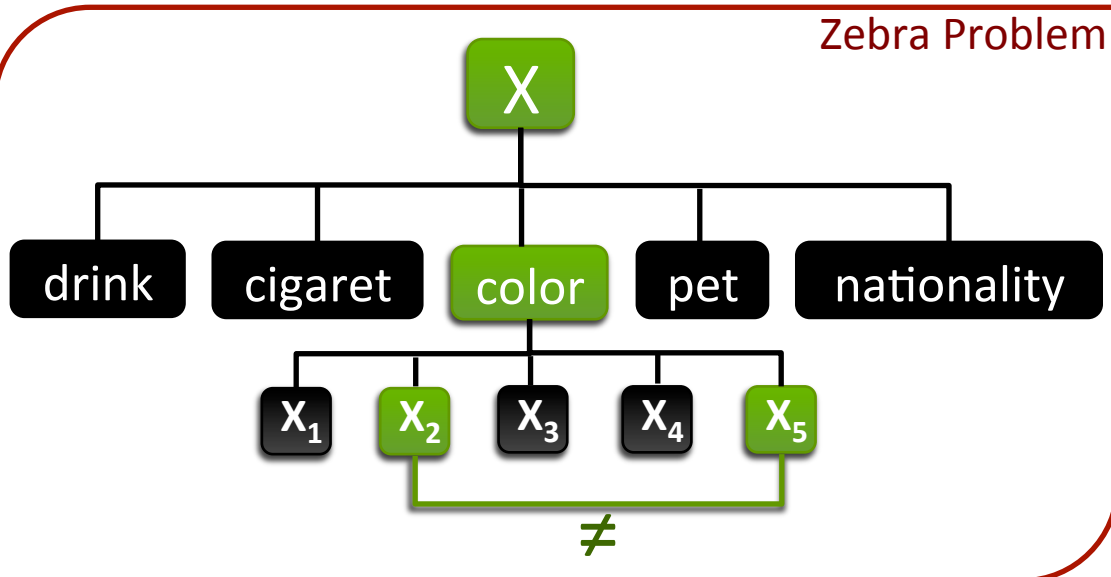 Zebra Problem
X
drink cigaret color pet nationality
X₁ X₂ X₃ X₄ X₅
≠